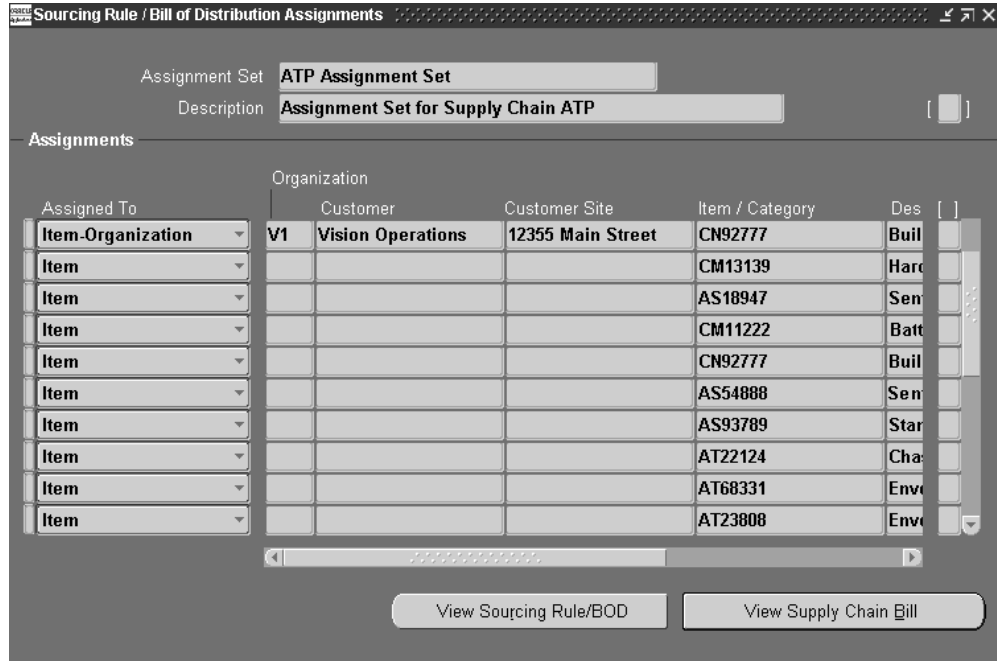 Sourcing Rule / Bill of Distribution Assignments
Assignment Set ATP Assignment Set
Description Assignment Set for Supply Chain ATP [ ]
Assignments
Organization
Assigned To Customer Customer Site Item / Category Des [ ]
Item-Organization V1 Vision Operations 12355 Main Street CN92777 Buil
Item CM13139 Hard
Item AS18947 Sen
Item CM11222 Batt
Item CN92777 Buil
Item AS54888 Sen
Item AS93789 Star
Item AT22124 Cha
Item AT68331 Env
Item AT23808 Env
View Sourcing Rule/BOD View Supply Chain Bill